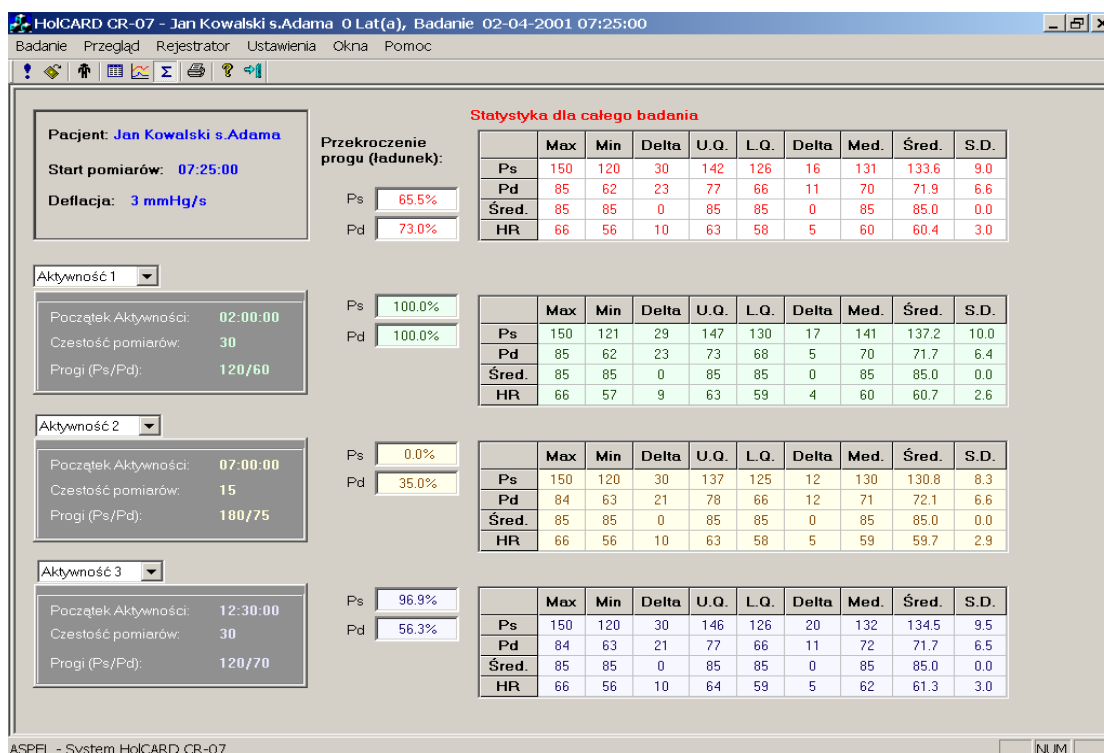 HolCARD CR-07 - Jan Kowalski s.Adama 0 Lat(a), Badanie 02-04-2001 07:25:00
Badanie Przegląd Rejestrator Ustawienia Okna Pomoc
Pacjent: Jan Kowalski s.Adama
Start pomiarów: 07:25:00
Deflacja: 3 mmHg/s
Przekroczenie
progu (ładunek):
Ps 65.5%
Pd 73.0%
Statystyka dla całego badania
Max Min Delta U.Q. L.Q. Delta Med. Śred. S.D.
Ps 150 120 30 142 126 16 131 133.6 9.0
Pd 85 62 23 77 66 11 70 71.9 6.6
Śred. 85 85 0 85 85 0 85 85.0 0.0
HR 66 56 10 63 58 5 60 60.4 3.0
Aktywność 1
Początek Aktywności: 02:00:00
Czestość pomiarów: 30
Progi (Ps/Pd): 120/60
Ps 100.0%
Pd 100.0%
Max Min Delta U.Q. L.Q. Delta Med. Śred. S.D.
Ps 150 121 29 147 130 17 141 137.2 10.0
Pd 85 62 23 73 68 5 70 71.7 6.4
Śred. 85 85 0 85 85 0 85 85.0 0.0
HR 66 57 9 63 59 4 60 60.7 2.6
Aktywność 2
Początek Aktywności: 07:00:00
Czestość pomiarów: 15
Progi (Ps/Pd): 180/75
Ps 0.0%
Pd 35.0%
Max Min Delta U.Q. L.Q. Delta Med. Śred. S.D.
Ps 150 120 30 137 125 12 130 130.8 8.3
Pd 84 63 21 78 66 12 71 72.1 6.6
Śred. 85 85 0 85 85 0 85 85.0 0.0
HR 66 56 10 63 58 5 59 59.7 2.9
Aktywność 3
Początek Aktywności: 12:30:00
Czestość pomiarów: 30
Progi (Ps/Pd): 120/70
Ps 96.9%
Pd 56.3%
Max Min Delta U.Q. L.Q. Delta Med. Śred. S.D.
Ps 150 120 30 146 126 20 132 134.5 9.5
Pd 84 63 21 77 66 11 72 71.7 6.5
Śred. 85 85 0 85 85 0 85 85.0 0.0
HR 66 56 10 64 59 5 62 61.3 3.0
ASPEL - System HolCARD CR-07 NUM